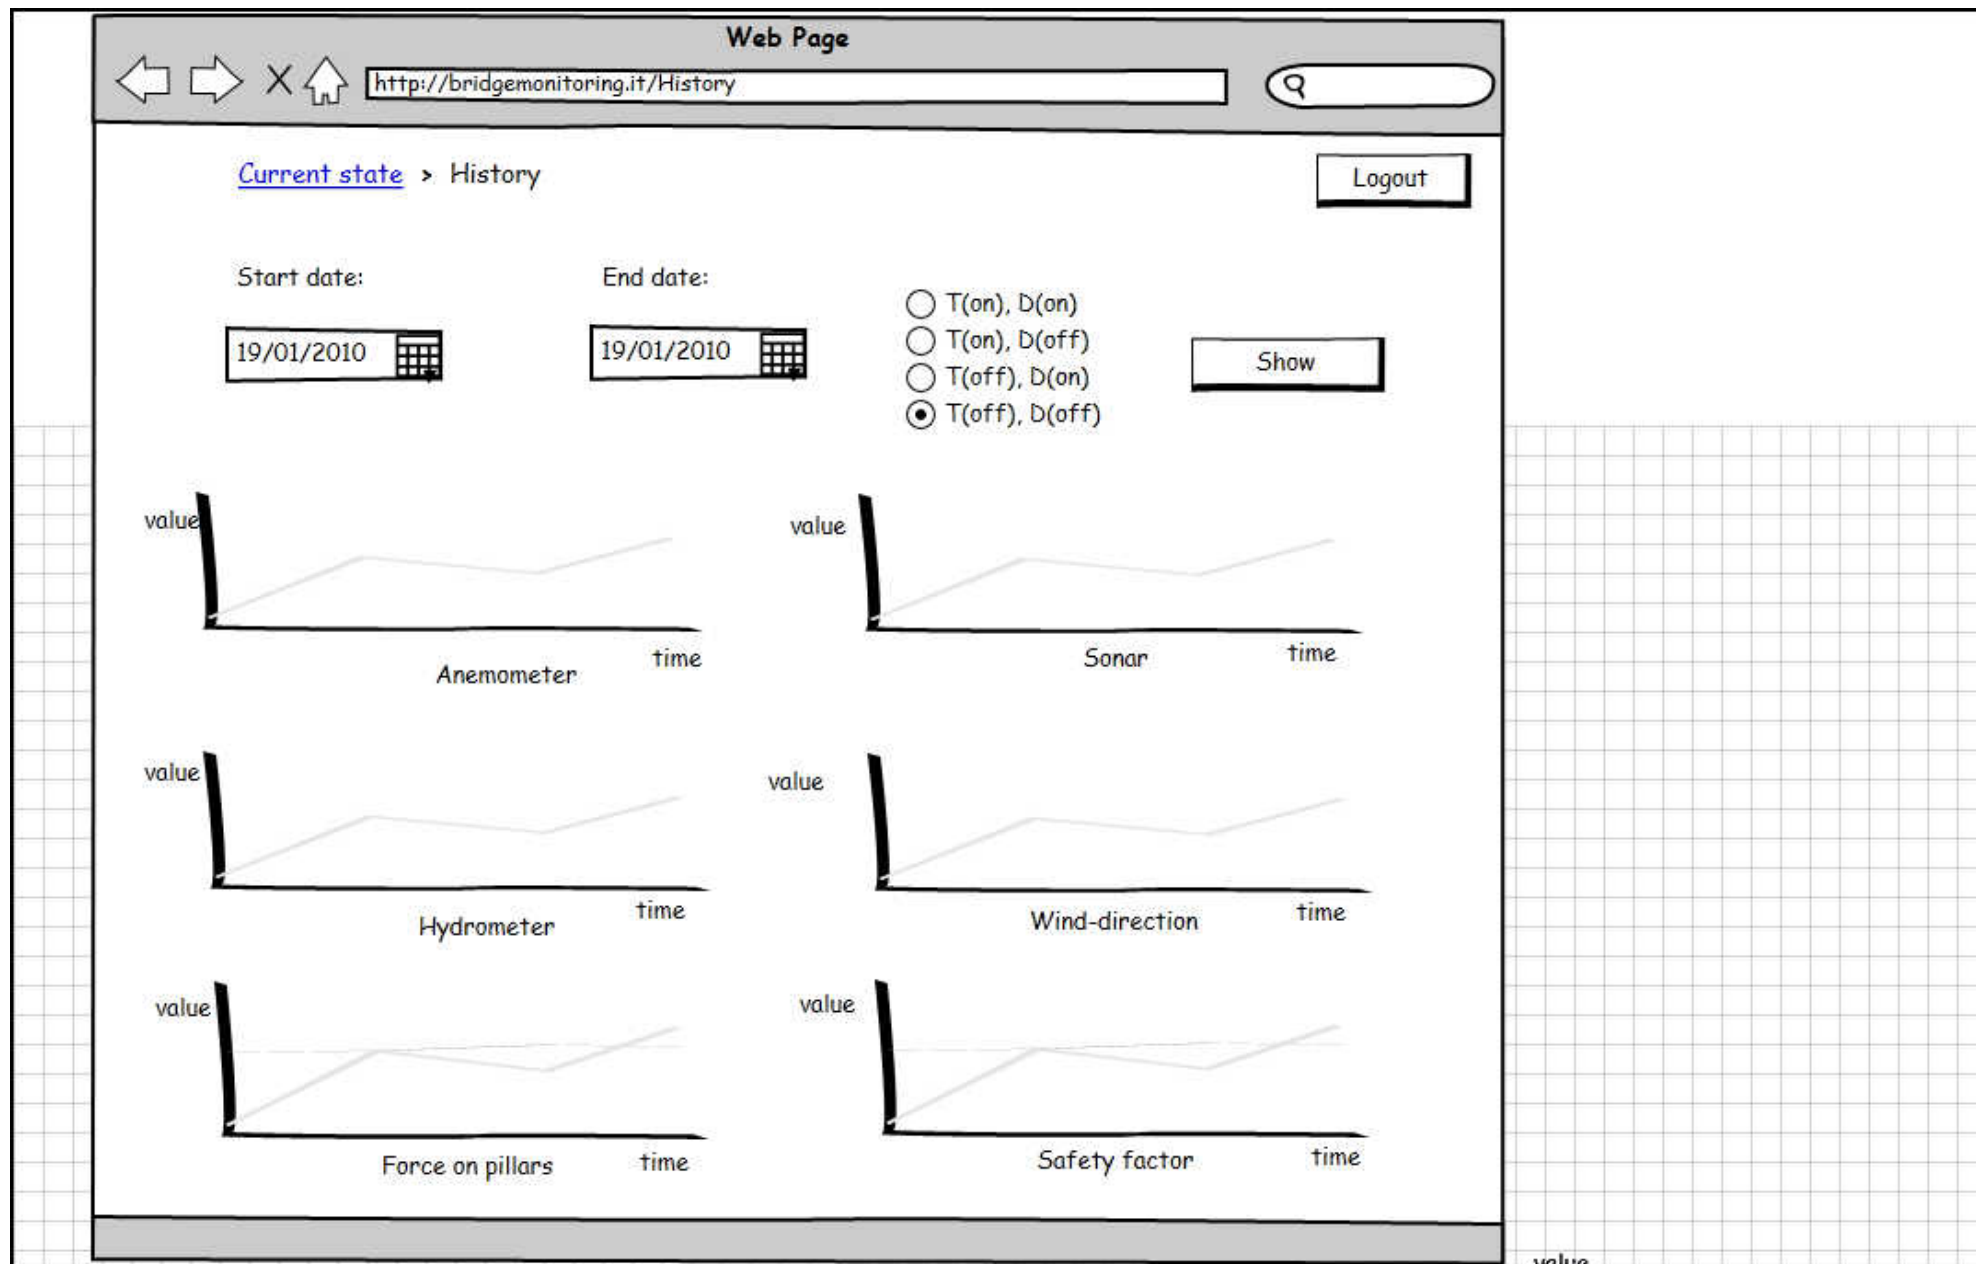 Web Page
http://bridgemonitoring.it/History
Current state > History
Logout
Start date:
End date:
19/01/2010
19/01/2010
T(on), D(on)
T(on), D(off)
T(off), D(on)
T(off), D(off)
Show
value
time
Anemometer
value
time
Sonar
value
time
Hydrometer
value
time
Wind-direction
value
Force on pillars
time
value
Safety factor
time
value